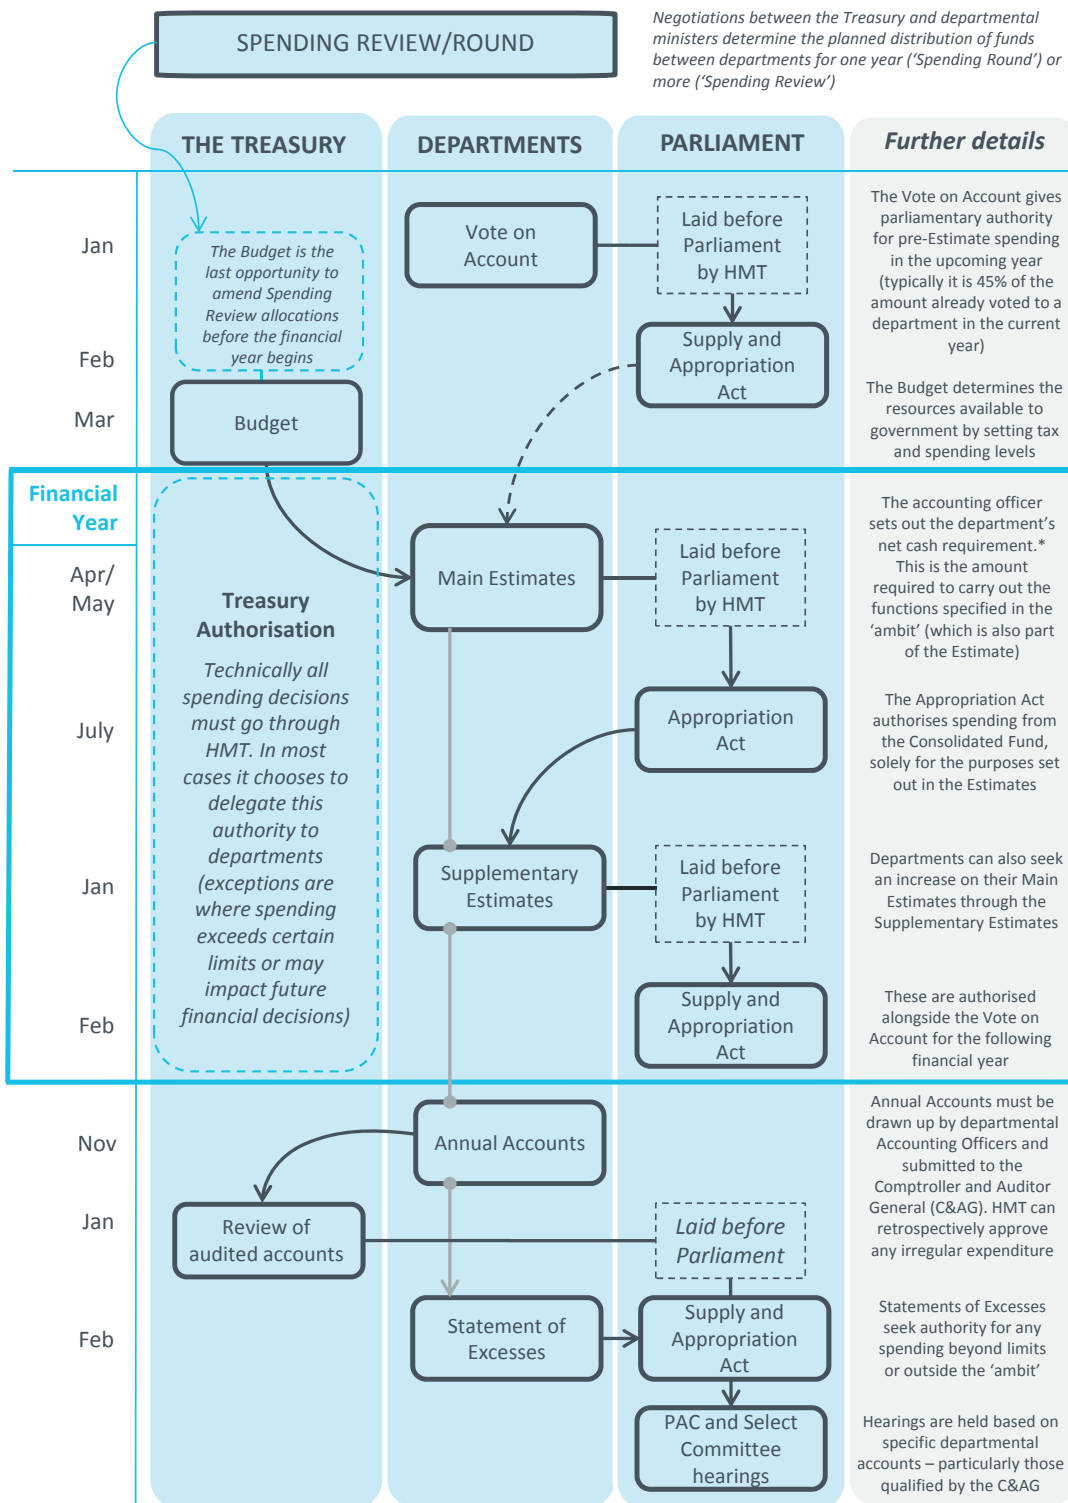 SPENDING REVIEW/ROUND
Negotiations between the Treasury and departmental
ministers determine the planned distribution of funds
between departments for one year (‘Spending Round’) or
more (‘Spending Review’)
THE TREASURY
DEPARTMENTS
PARLIAMENT
Further details
Jan
The Budget is the
last opportunity to
amend Spending
Review allocations
before the financial
year begins
Vote on
Account
Laid before
Parliament
by HMT
The Vote on Account gives
parliamentary authority
for pre-Estimate spending
in the upcoming year
(typically it is 45% of the
amount already voted to a
department in the current
year)
Feb
Supply and
Appropriation
Act
Mar
Budget
The Budget determines the
resources available to
government by setting tax
and spending levels
Financial
Year
Apr/
May
Treasury
Authorisation
Technically all
spending decisions
must go through
HMT. In most
cases it chooses to
delegate this
authority to
departments
(exceptions are
where spending
exceeds certain
limits or may
impact future
financial decisions)
Main Estimates
Laid before
Parliament
by HMT
The accounting officer
sets out the department’s
net cash requirement.*
This is the amount
required to carry out the
functions specified in the
‘ambit’ (which is also part
of the Estimate)
July
Appropriation
Act
The Appropriation Act
authorises spending from
the Consolidated Fund,
solely for the purposes set
out in the Estimates
Jan
Supplementary
Estimates
Laid before
Parliament
by HMT
Departments can also seek
an increase on their Main
Estimates through the
Supplementary Estimates
Feb
Supply and
Appropriation
Act
These are authorised
alongside the Vote on
Account for the following
financial year
Nov
Annual Accounts
Annual Accounts must be
drawn up by departmental
Accounting Officers and
submitted to the
Comptroller and Auditor
General (C&AG). HMT can
retrospectively approve
any irregular expenditure
Jan
Review of
audited accounts
Laid before
Parliament
Feb
Statement of
Excesses
Supply and
Appropriation
Act
Statements of Excesses
seek authority for any
spending beyond limits
or outside the ‘ambit’
PAC and Select
Committee
hearings
Hearings are held based on
specific departmental
accounts – particularly those
qualified by the C&AG